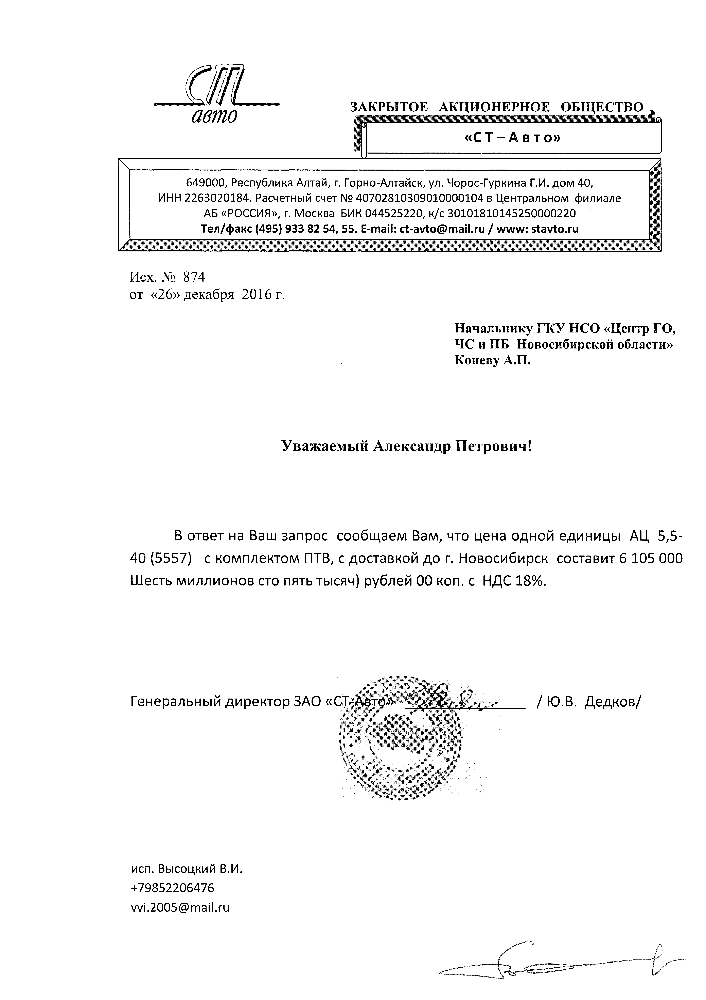 СТ
авто
ЗАКРЫТОЕ АКЦИОНЕРНОЕ ОБЩЕСТВО
«СТ–Авто»
649000, Республика Алтай, г. Горно-Алтайск, ул. Чорос-Гуркина Г.И. дом 40,
ИНН 2263020184. Расчетный счет № 40702810309010000104 в Центральном филиале
АБ «РОССИЯ», г. Москва БИК 044525220, к/с 30101810145250000220
Тел/факс (495) 933 82 54, 55. E-mail: ct-avto@mail.ru / www: stavto.ru
Исх. № 874
от «26» декабря 2016 г.
Начальнику ГКУ НСО «Центр ГО,
ЧС и ПБ Новосибирской области»
Коневу А.П.
Уважаемый Александр Петрович!
В ответ на Ваш запрос сообщаем Вам, что цена одной единицы АЦ 5,5-
40 (5557) с комплектом ПТВ, с доставкой до г. Новосибирск составит 6 105 000
Шесть миллионов сто пять тысяч) рублей 00 коп. с НДС 18%.
Генеральный директор ЗАО «СТ-Авто» / Ю.В. Дедков/
РЕСПУБЛИКА АЛТАЙ Г. ГОРНО-АЛТАЙСК
ЗАКРЫТОЕ АКЦИОНЕРНОЕ ОБЩЕСТВО
«СТ - Авто»
РОССИЙСКАЯ ФЕДЕРАЦИЯ
исп. Высоцкий В.И.
+79852206476
vvi.2005@mail.ru